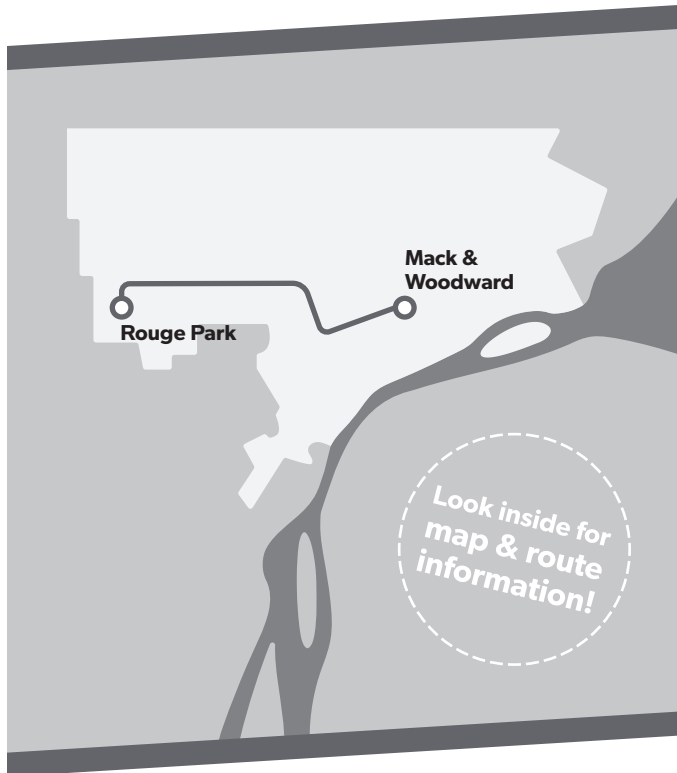 Mack &
Woodward
Rouge Park
Look inside for
map & route
information!